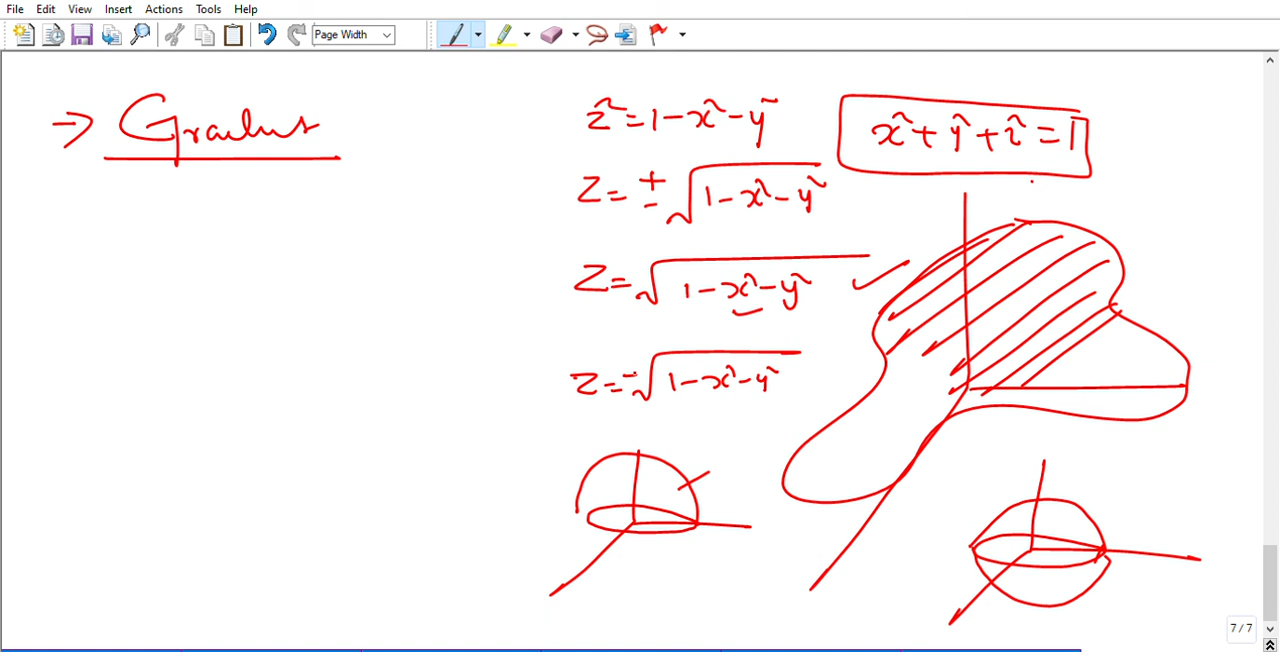 File Edit View Insert Actions Tools Help
Page Width
→ Gradus
z² = 1 - x² - y²
x² + y² + z² = 1
z = ± √(1 - x² - y²)
z = √(1 - x² - y²) ✓
z = -√(1 - x² - y²)
7 / 7